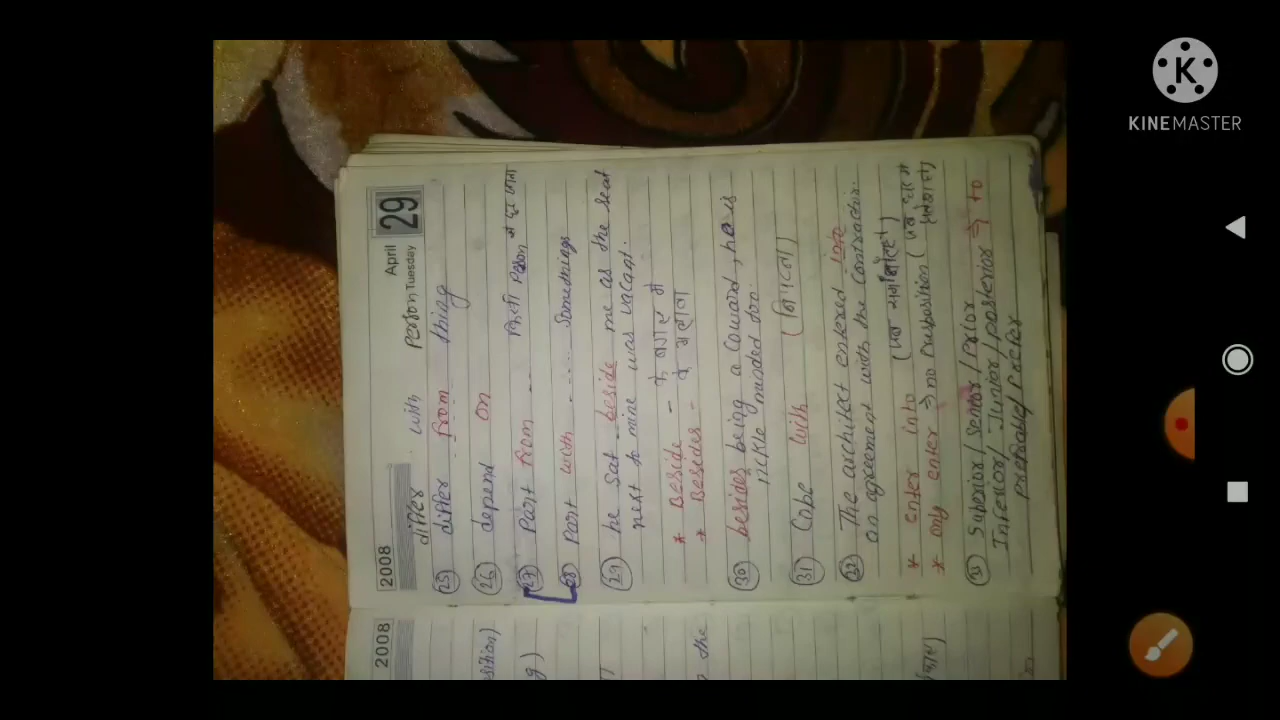 KINEMASTER
2008
April
29
Tuesday
differ with person
(25) differ from thing
(26) depend on
(27) Part from -- किसी Person से दूर जाना
(28) Part with - - ... Somethings
(29) he sat beside me as the seat
next to mine was vacant.
* Beside - के बगल में
* Besides - के अलावा
(30) besides being a coward, he is
fickle minded too.
(31) Cope with (निपटना)
(32) The architect entered into
an agreement with the contractor.
* enter into
* only enter ⇒ no Preposition
(33) Superior/Senior/Prior
Inferior/Junior/posterior ⇒ to
preferable/prefer
2008
osition)
g)
the